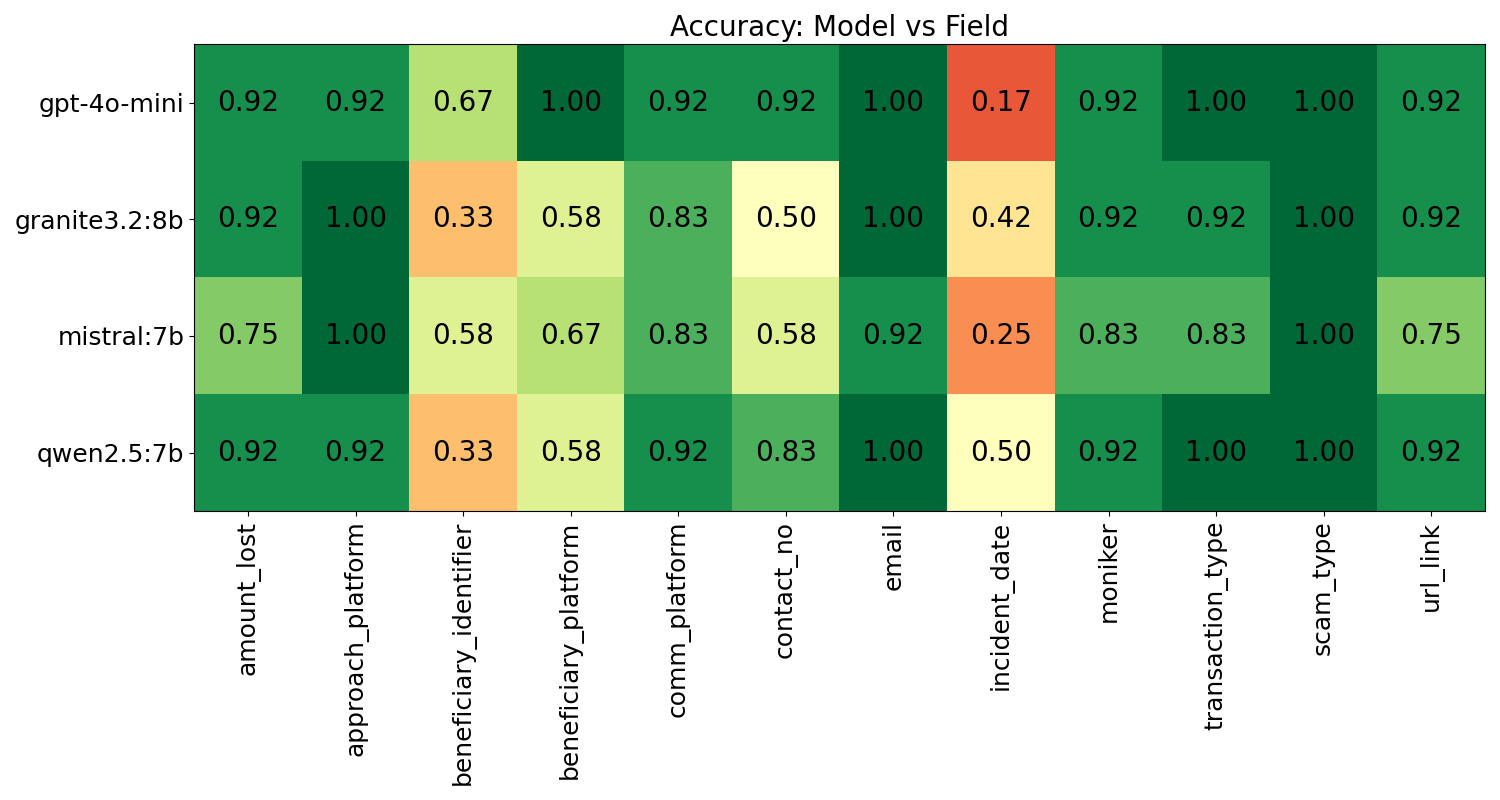 Accuracy: Model vs Field
gpt-4o-mini 0.92 0.92 0.67 1.00 0.92 0.92 1.00 0.17 0.92 1.00 1.00 0.92
granite3.2:8b 0.92 1.00 0.33 0.58 0.83 0.50 1.00 0.42 0.92 0.92 1.00 0.92
mistral:7b 0.75 1.00 0.58 0.67 0.83 0.58 0.92 0.25 0.83 0.83 1.00 0.75
qwen2.5:7b 0.92 0.92 0.33 0.58 0.92 0.83 1.00 0.50 0.92 1.00 1.00 0.92
amount_lost
approach_platform
beneficiary_identifier
beneficiary_platform
comm_platform
contact_no
email
incident_date
moniker
transaction_type
scam_type
url_link